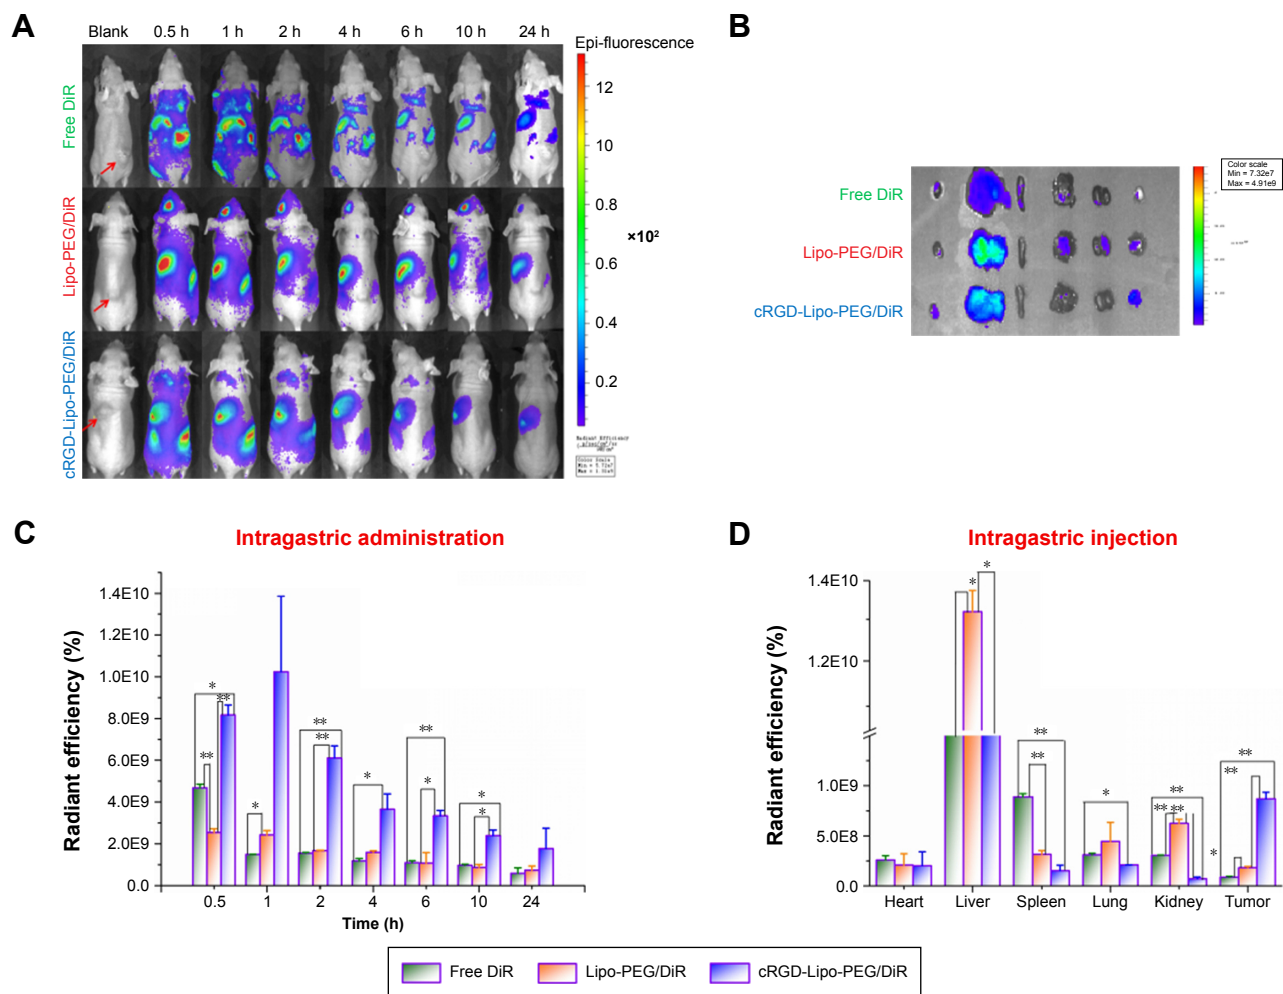 A
Blank 0.5 h 1 h 2 h 4 h 6 h 10 h 24 h
Epi-fluorescence
Free DiR
Lipo-PEG/DiR
cRGD-Lipo-PEG/DiR
12
10
0.8
0.6
0.4
0.2
×10²
Radiant Efficiency
Color Scale
B
Free DiR
Lipo-PEG/DiR
cRGD-Lipo-PEG/DiR
Color scale
Min = 7.32e7
Max = 4.91e9
C
Intragastric administration
Radiant efficiency (%)
1.4E10
1.2E10
1.0E10
8.0E9
6.0E9
4.0E9
2.0E9
0.0
* ** **
*
** **
*
** *
* *
0.5 1 2 4 6 10 24
Time (h)
D
Intragastric injection
Radiant efficiency (%)
1.4E10
1.2E10
1.0E9
5.0E8
0.0
* *
** **
*
** ** **
** ** *
Heart Liver Spleen Lung Kidney Tumor
Free DiR Lipo-PEG/DiR cRGD-Lipo-PEG/DiR